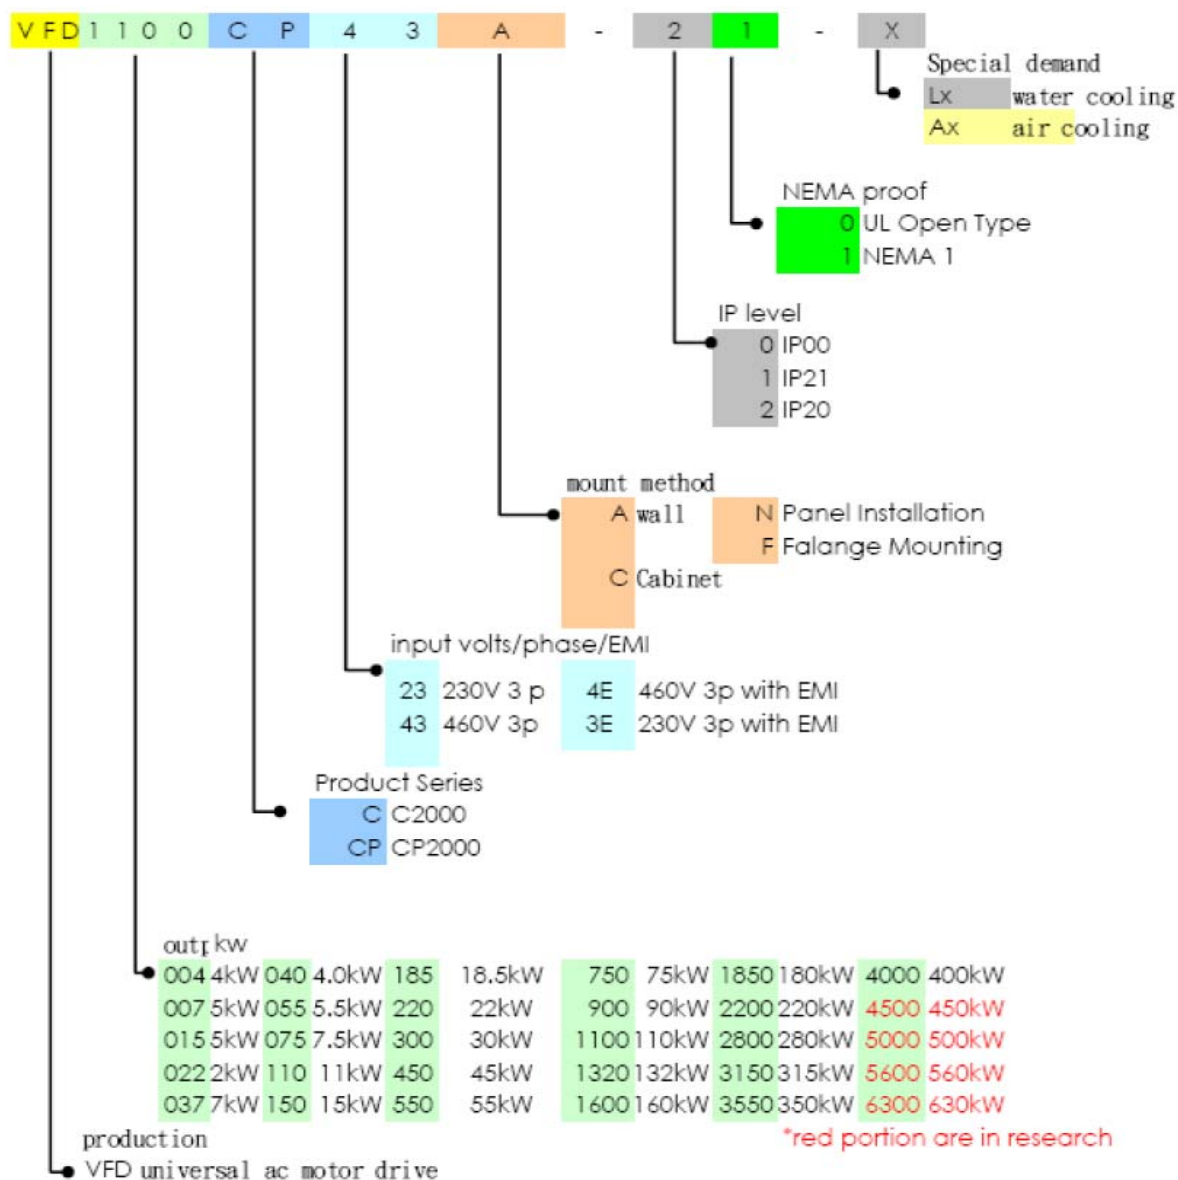 VFD1100 CP 43 A - 2 1 - X
Special demand
Lx water cooling
Ax air cooling
NEMA proof
0 UL Open Type
1 NEMA 1
IP level
0 IP00
1 IP21
2 IP20
mount method
A wall N Panel Installation
F Falange Mounting
C Cabinet
input volts/phase/EMI
23 230V 3 p 4E 460V 3p with EMI
43 460V 3p 3E 230V 3p with EMI
Product Series
C C2000
CP CP2000
kw
004 4kW 040 4.0kW 185 18.5kW 750 75kW 1850 180kW 4000 400kW
007 5kW 055 5.5kW 220 22kW 900 90kW 2200 220kW 4500 450kW
015 5kW 075 7.5kW 300 30kW 1100 110kW 2800 280kW 5000 500kW
022 2kW 110 11kW 450 45kW 1320 132kW 3150 315kW 5600 560kW
037 7kW 150 15kW 550 55kW 1600 160kW 3550 350kW 6300 630kW
production *red portion are in research
VFD universal ac motor drive